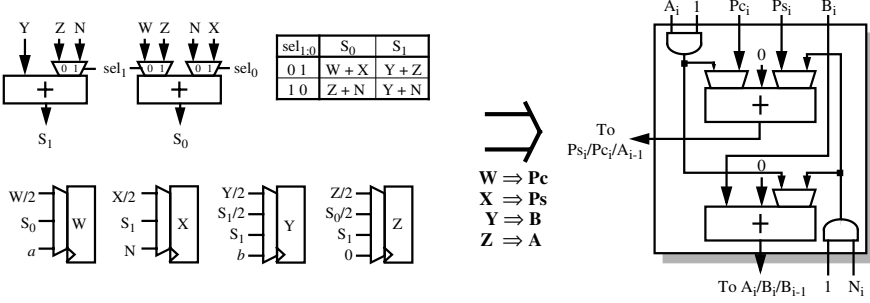 Y Z N W Z N X
0 1 sel1 0 1 0 1 sel0
+ +
S1 S0
sel1:0 S0 S1
0 1 W + X Y + Z
1 0 Z + N Y + N
W/2 S0 a W
X/2 S1 N X
Y/2 S1/2 S1 b Y
Z/2 S0/2 S1 0 Z
W ⇒ Pc
X ⇒ Ps
Y ⇒ B
Z ⇒ A
Ai 1 Pci Psi Bi
0
+
To
Psi/Pci/Ai-1
0
+
To Ai/Bi/Bi-1 1 Ni